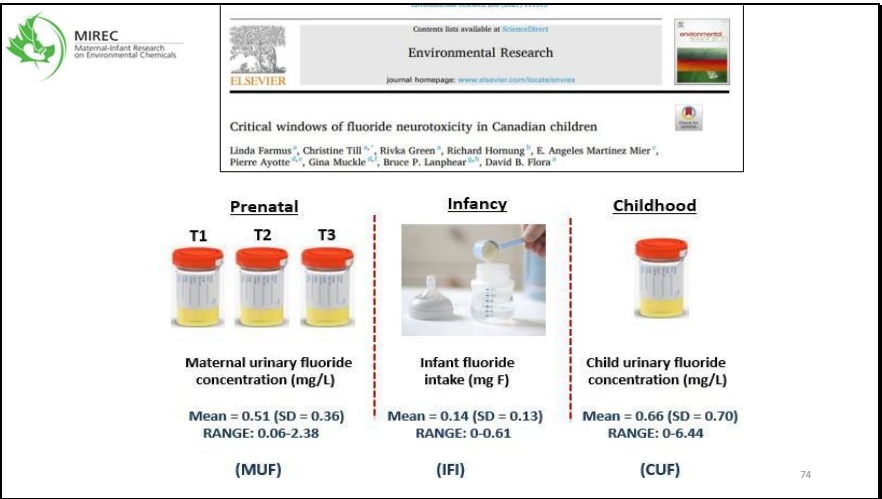 MIREC
Maternal-Infant Research
on Environmental Chemicals
Contents lists available at ScienceDirect
Environmental Research
journal homepage: www.elsevier.com/locate/envres
ELSEVIER
environmental
research
Check for
updates
Critical windows of fluoride neurotoxicity in Canadian children
Linda Farmus a, Christine Till a,*, Rivka Green a, Richard Hornung b, E. Angeles Martinez Mier c,
Pierre Ayotte d,e, Gina Muckle d,f, Bruce P. Lanphear g,h, David B. Flora a
Prenatal
Infancy
Childhood
T1 T2 T3
Maternal urinary fluoride
concentration (mg/L)
Infant fluoride
intake (mg F)
Child urinary fluoride
concentration (mg/L)
Mean = 0.51 (SD = 0.36)
RANGE: 0.06-2.38
Mean = 0.14 (SD = 0.13)
RANGE: 0-0.61
Mean = 0.66 (SD = 0.70)
RANGE: 0-6.44
(MUF)
(IFI)
(CUF)
74